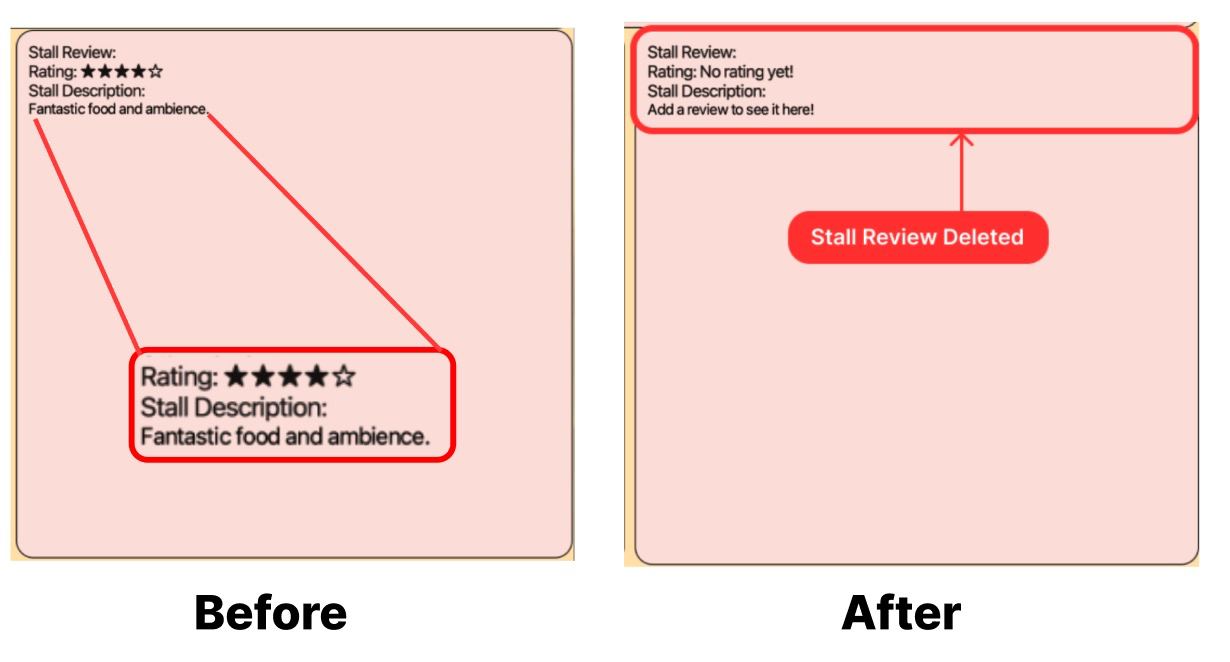 Stall Review:
Rating: ★★★★☆
Stall Description:
Fantastic food and ambience.
Rating: ★★★★☆
Stall Description:
Fantastic food and ambience.
Before
Stall Review:
Rating: No rating yet!
Stall Description:
Add a review to see it here!
Stall Review Deleted
After